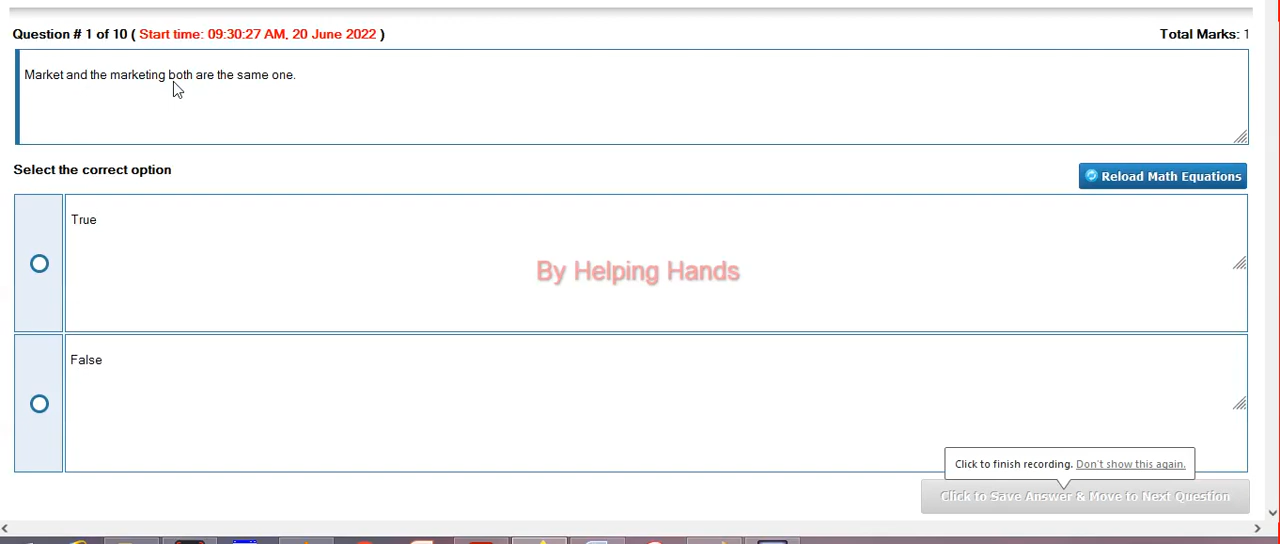 Question # 1 of 10 ( Start time: 09:30:27 AM, 20 June 2022 ) Total Marks: 1
Market and the marketing both are the same one.
Select the correct option
Reload Math Equations
True
By Helping Hands
False
Click to finish recording. Don't show this again.
Click to Save Answer & Move to Next Question